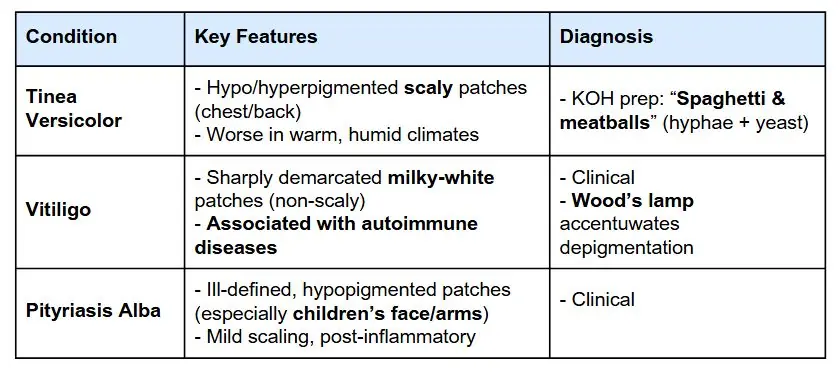 Condition
Key Features
Diagnosis
Tinea
Versicolor
- Hypo/hyperpigmented scaly patches
(chest/back)
- Worse in warm, humid climates
- KOH prep: “Spaghetti &
meatballs” (hyphae + yeast)
Vitiligo
- Sharply demarcated milky-white
patches (non-scaly)
- Associated with autoimmune
diseases
- Clinical
- Wood’s lamp
accentuwates
depigmentation
Pityriasis Alba
- Ill-defined, hypopigmented patches
(especially children’s face/arms)
- Mild scaling, post-inflammatory
- Clinical